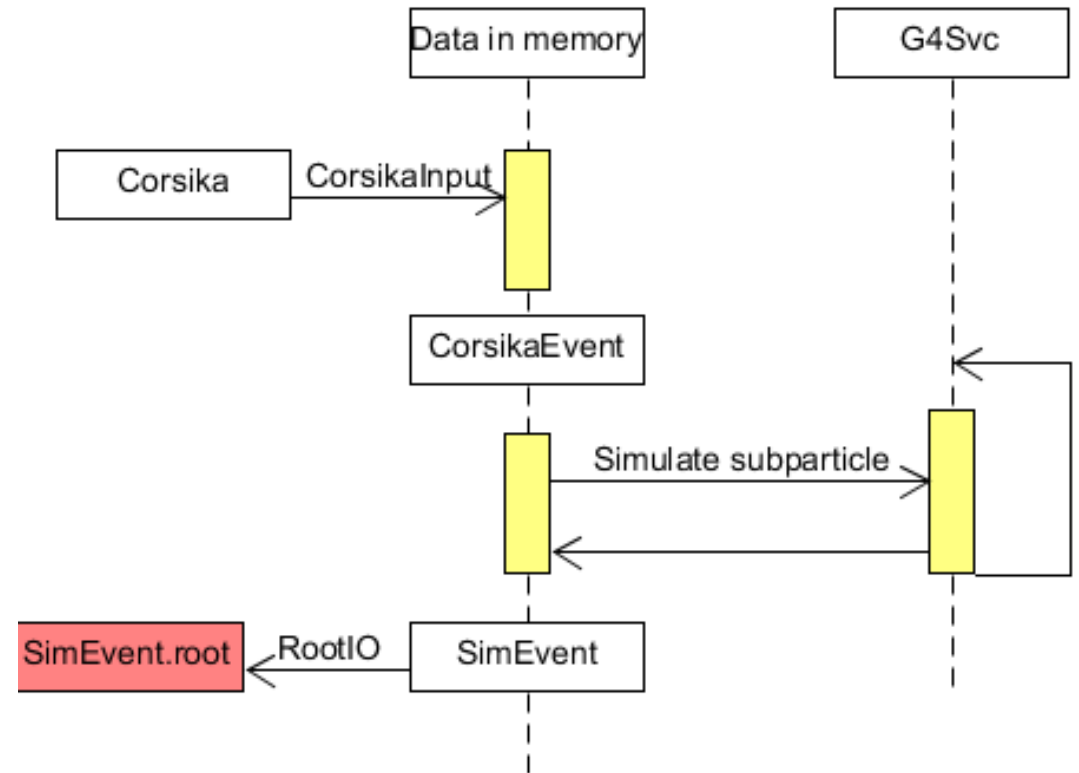 Data in memory
G4Svc
Corsika
CorsikaInput
CorsikaEvent
Simulate subparticle
SimEvent.root
RootIO
SimEvent